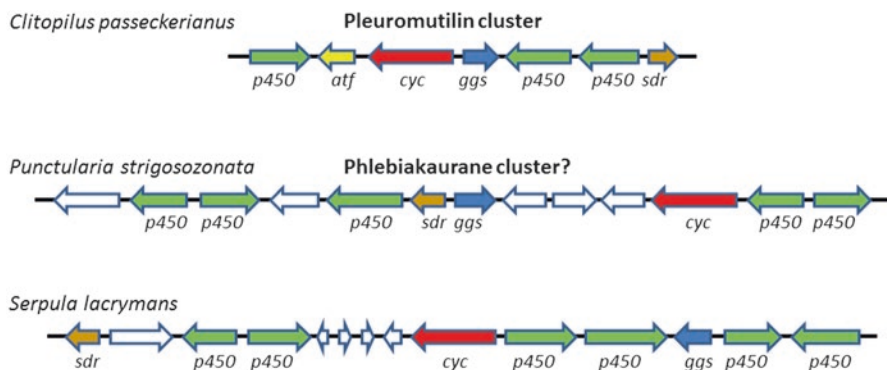 Clitopilus passeckerianus Pleuromutilin cluster
p450 atf cyc ggs p450 p450 sdr
Punctularia strigosozonata Phlebiakaurane cluster?
p450 p450 p450 sdr ggs cyc p450 p450
Serpula lacrymans
sdr p450 p450 cyc p450 p450 ggs p450 p450